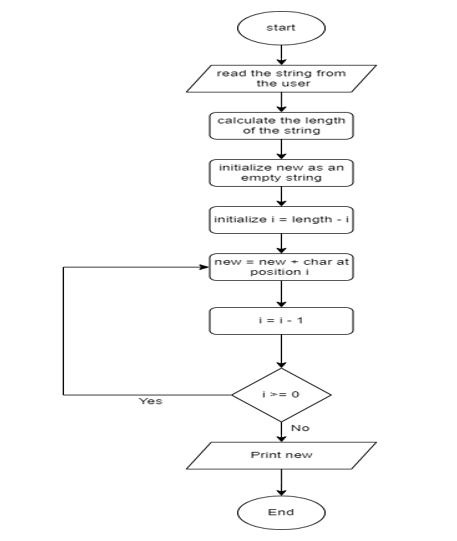 start
read the string from
the user
calculate the length
of the string
initialize new as an
empty string
initialize i = length - i
new = new + char at
position i
i = i - 1
i >= 0
Yes
No
Print new
End